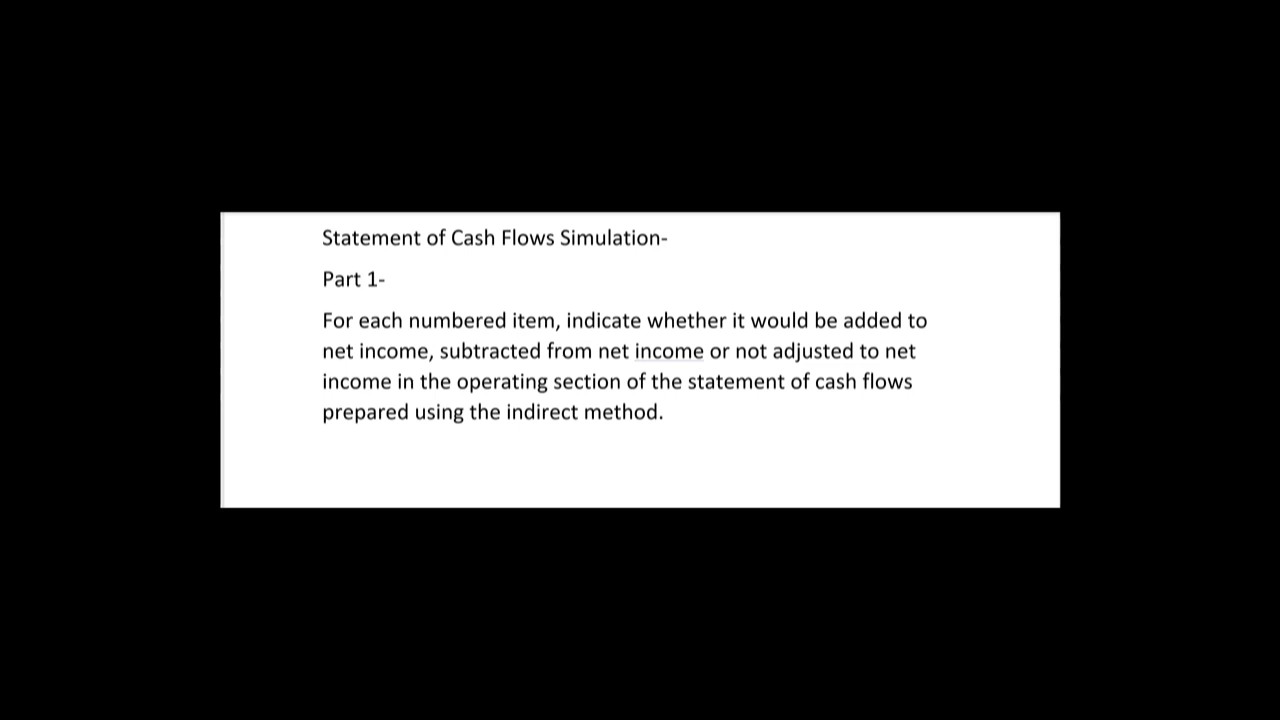 Statement of Cash Flows Simulation-
Part 1-
For each numbered item, indicate whether it would be added to
net income, subtracted from net income or not adjusted to net
income in the operating section of the statement of cash flows
prepared using the indirect method.